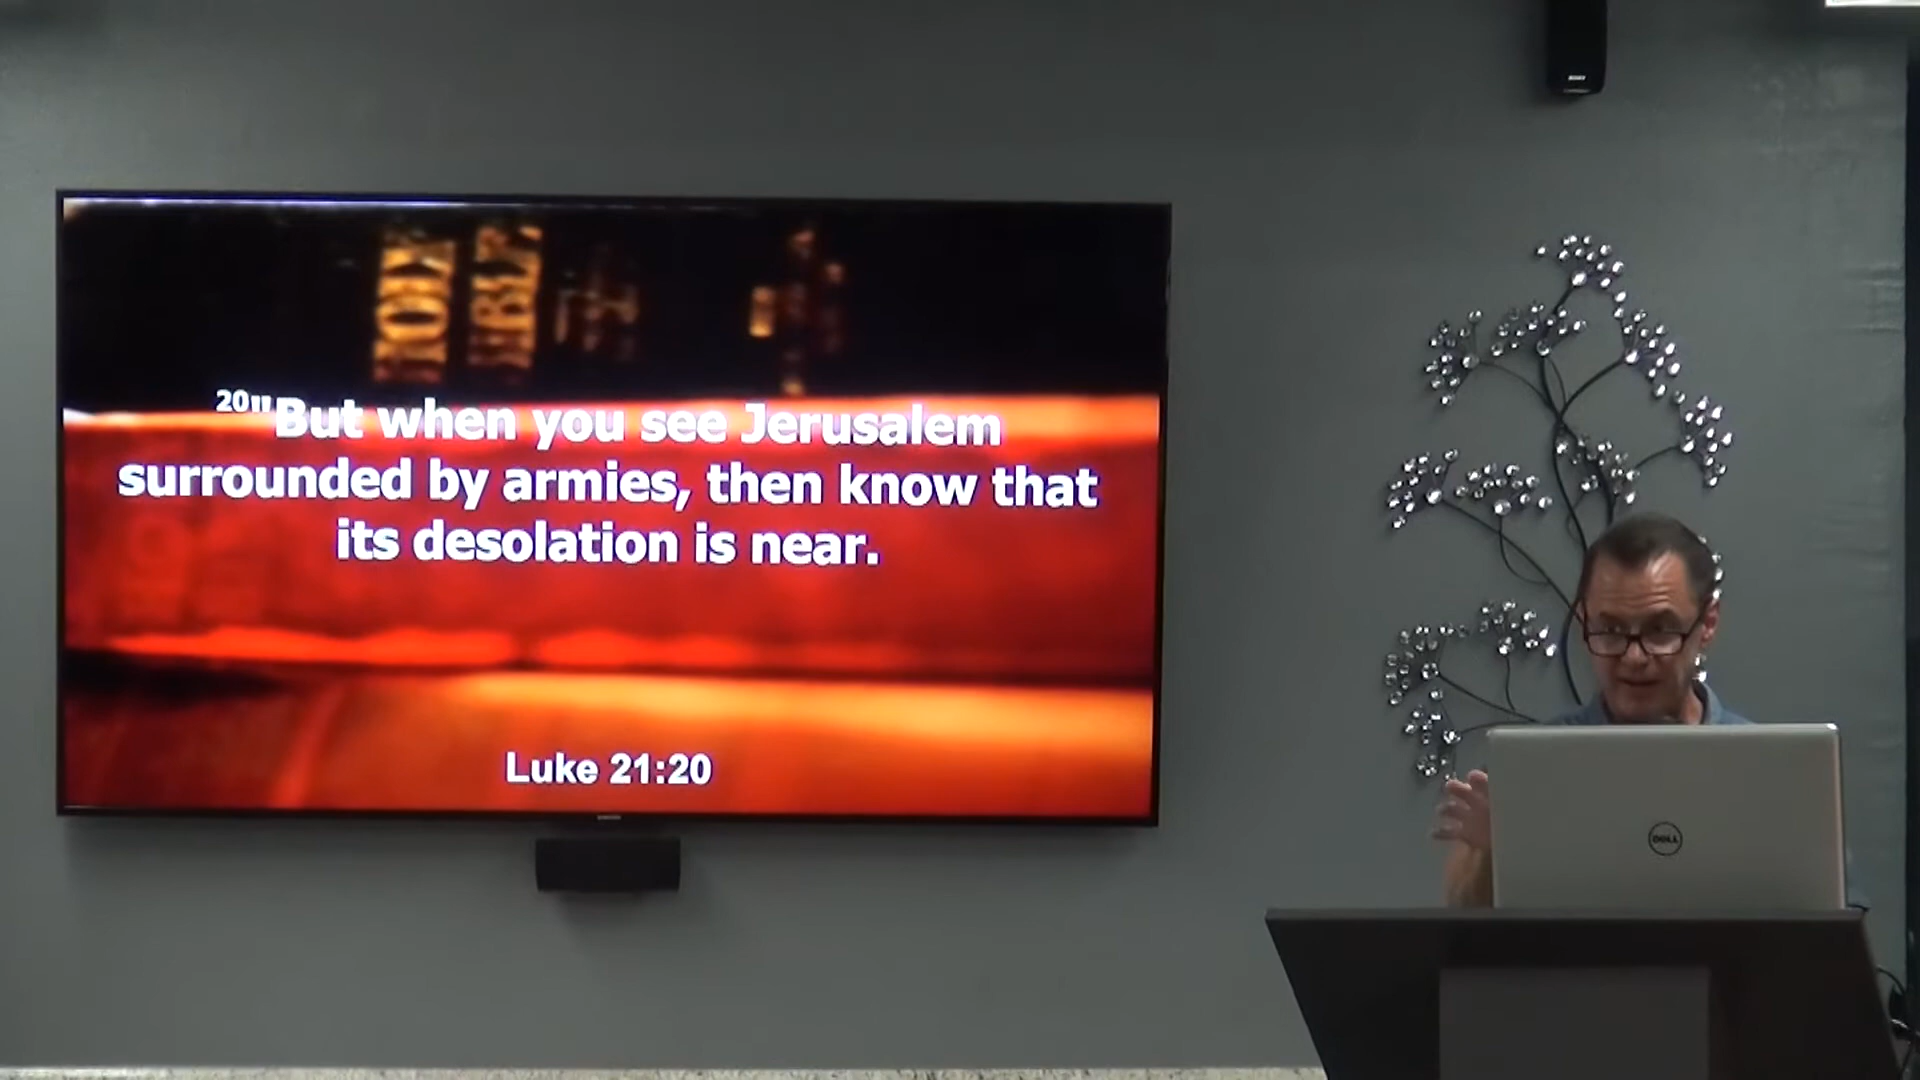 20"But when you see Jerusalem
surrounded by armies, then know that
its desolation is near.
Luke 21:20
DELL